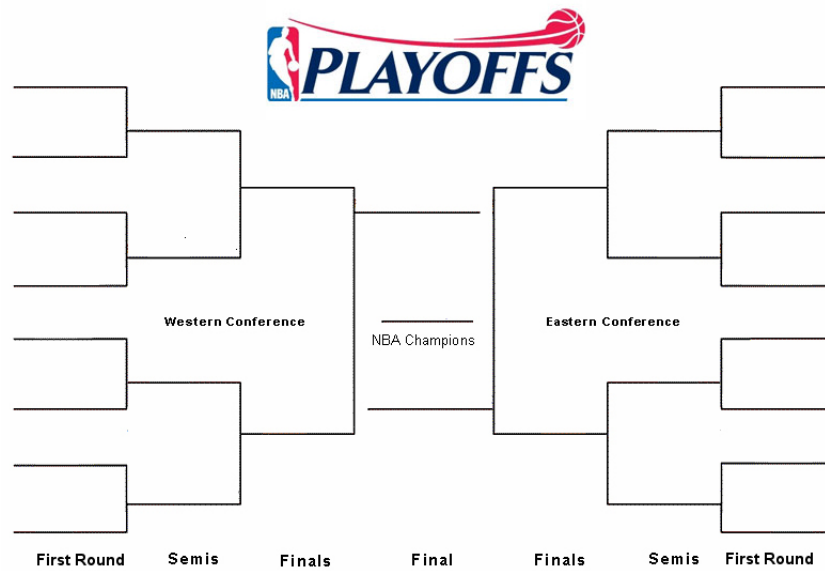 NBA
PLAYOFFS
Western Conference
Eastern Conference
NBA Champions
First Round
Semis
Finals
Final
Finals
Semis
First Round